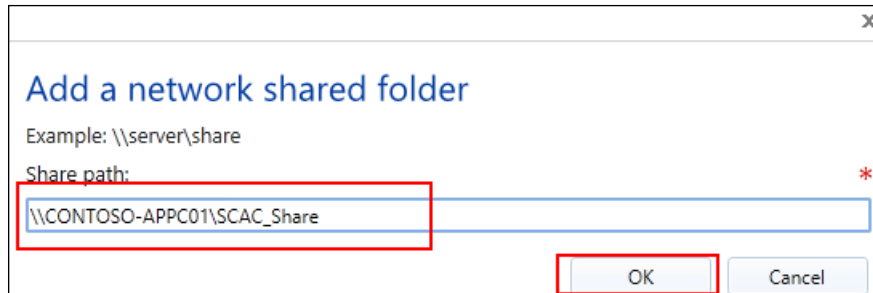 x
Add a network shared folder
Example: \\server\share
Share path:
*
\\CONTOSO-APPC01\SCAC_Share
OK Cancel